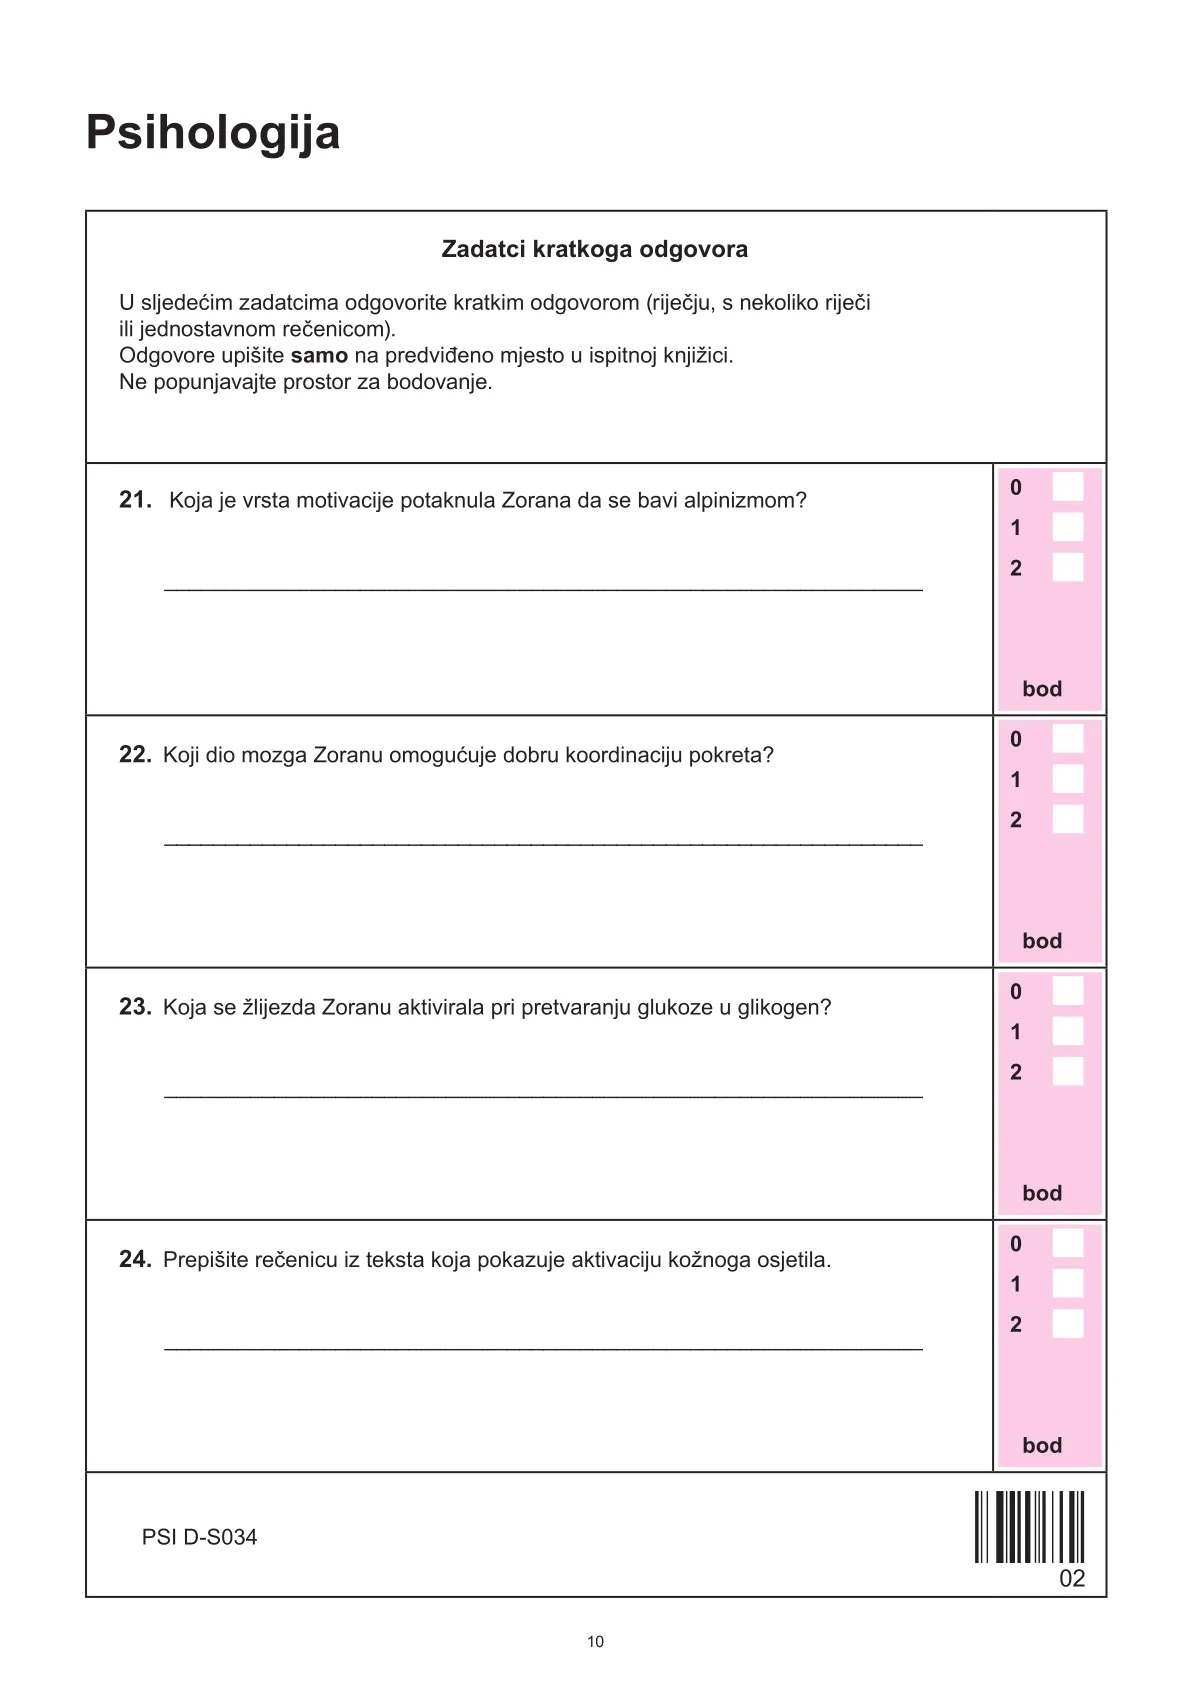 Psihologija
Zadatci kratkoga odgovora
U sljedećim zadatcima odgovorite kratkim odgovorom (riječju, s nekoliko riječi
ili jednostavnom rečenicom).
Odgovore upišite samo na predviđeno mjesto u ispitnoj knjižici.
Ne popunjavajte prostor za bodovanje.
21. Koja je vrsta motivacije potaknula Zorana da se bavi alpinizmom?
0
1
2
bod
22. Koji dio mozga Zoranu omogućuje dobru koordinaciju pokreta?
0
1
2
bod
23. Koja se žlijezda Zoranu aktivirala pri pretvaranju glukoze u glikogen?
0
1
2
bod
24. Prepišite rečenicu iz teksta koja pokazuje aktivaciju kožnoga osjetila.
0
1
2
bod
PSI D-S034
02
10